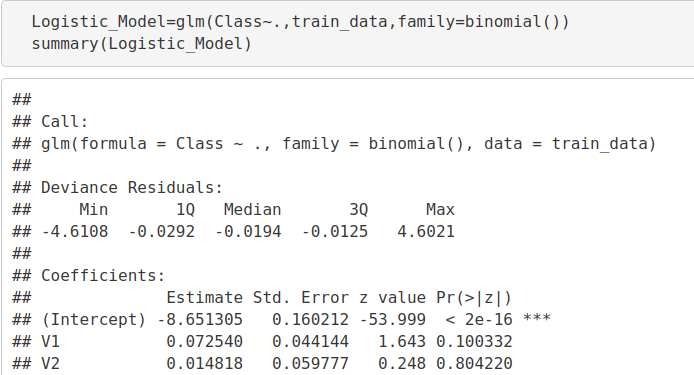 Logistic_Model=glm(Class~.,train_data,family=binomial())
summary(Logistic_Model)
##
## Call:
## glm(formula = Class ~ ., family = binomial(), data = train_data)
##
## Deviance Residuals:
##     Min       1Q   Median       3Q      Max
## -4.6108  -0.0292  -0.0194  -0.0125   4.6021
##
## Coefficients:
##              Estimate Std. Error z value Pr(>|z|)
## (Intercept) -8.651305   0.160212 -53.999  < 2e-16 ***
## V1           0.072540   0.044144   1.643 0.100332
## V2           0.014818   0.059777   0.248 0.804220